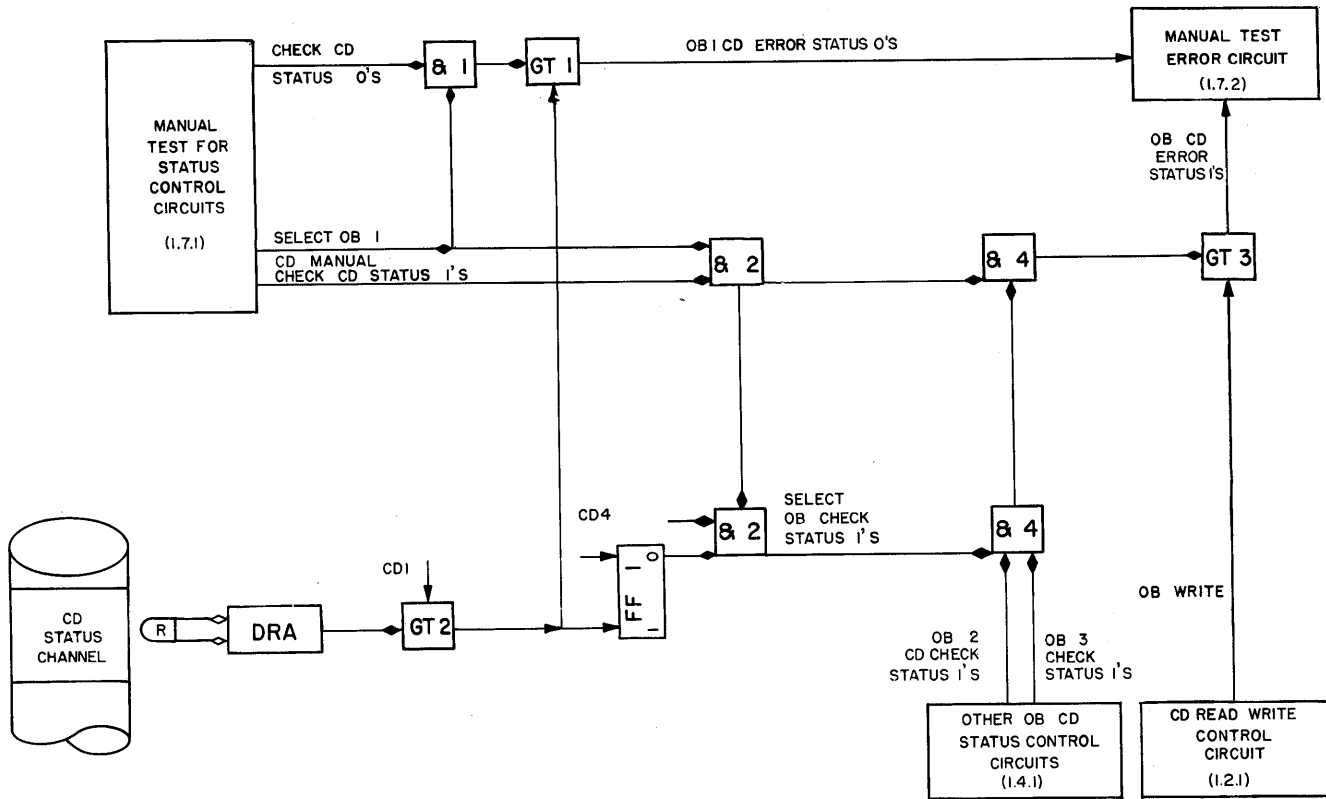 CHECK CD
STATUS 0'S
& 1
GT 1
OB 1 CD ERROR STATUS 0'S
MANUAL TEST
ERROR CIRCUIT
(1.7.2)
MANUAL
TEST FOR
STATUS
CONTROL
CIRCUITS
(1.7.1)
OB CD
ERROR
STATUS 1'S
SELECT OB 1
CD MANUAL
CHECK CD STATUS 1'S
& 2
& 4
GT 3
CD4
& 2
SELECT
OB CHECK
STATUS 1'S
& 4
CD1
FF 1
0
1
CD
STATUS
CHANNEL
R
DRA
GT 2
OB WRITE
OB 2
CD CHECK
STATUS 1'S
OB 3
CHECK
STATUS 1'S
OTHER OB CD
STATUS CONTROL
CIRCUITS
(1.4.1)
CD READ WRITE
CONTROL
CIRCUIT
(1.2.1)